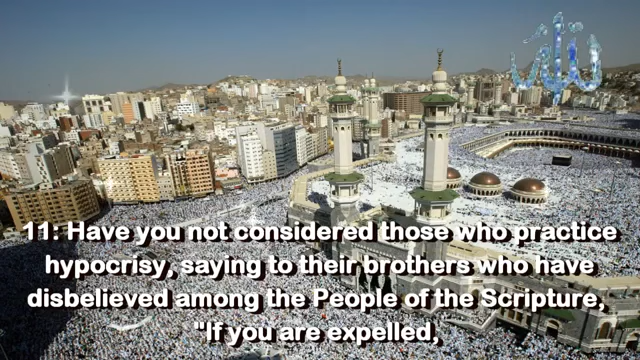 الله
11: Have you not considered those who practice
hypocrisy, saying to their brothers who have
disbelieved among the People of the Scripture,
"If you are expelled,